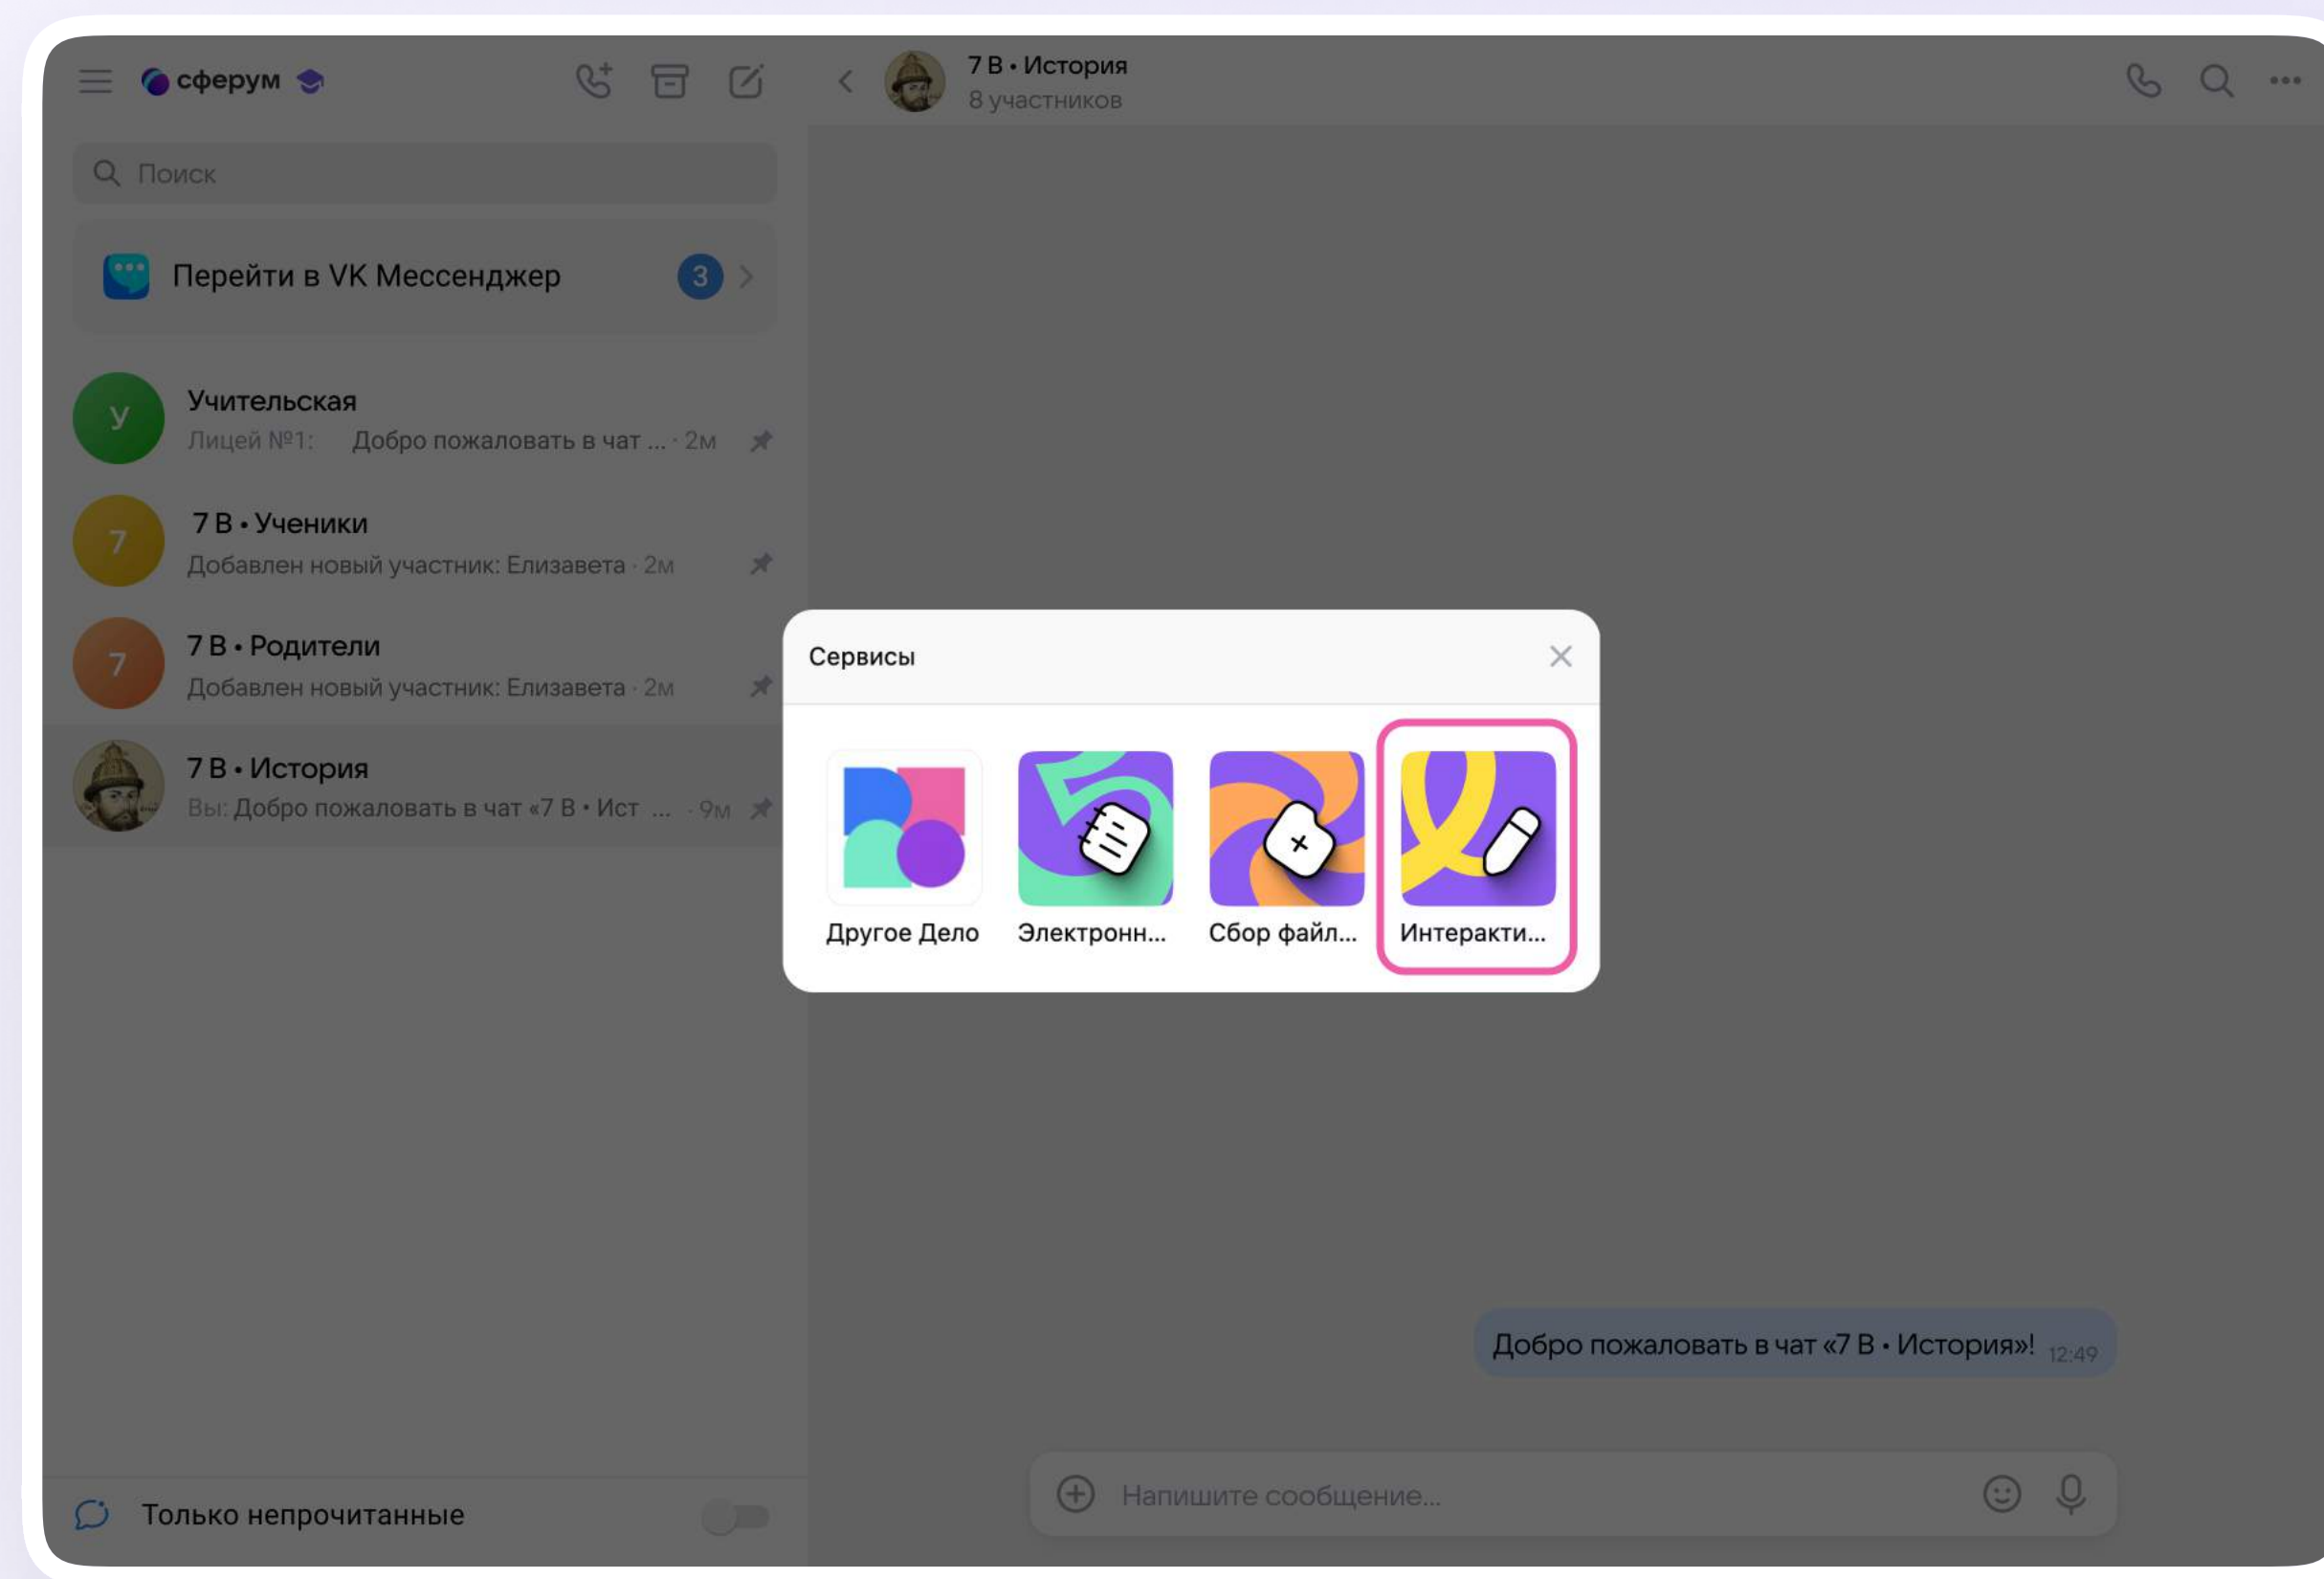 сферум
Поиск
Перейти в VK Мессенджер
3
У
Учительская
Лицей №1: Добро пожаловать в чат ... · 2м
7
7 В • Ученики
Добавлен новый участник: Елизавета · 2м
7
7 В • Родители
Добавлен новый участник: Елизавета · 2м
7 В • История
Вы: Добро пожаловать в чат «7 В • Ист ... · 9м
Только непрочитанные
7 В • История
8 участников
Сервисы
Другое Дело
Электронн...
Сбор файл...
Интеракти...
Добро пожаловать в чат «7 В • История»! 12:49
Напишите сообщение...